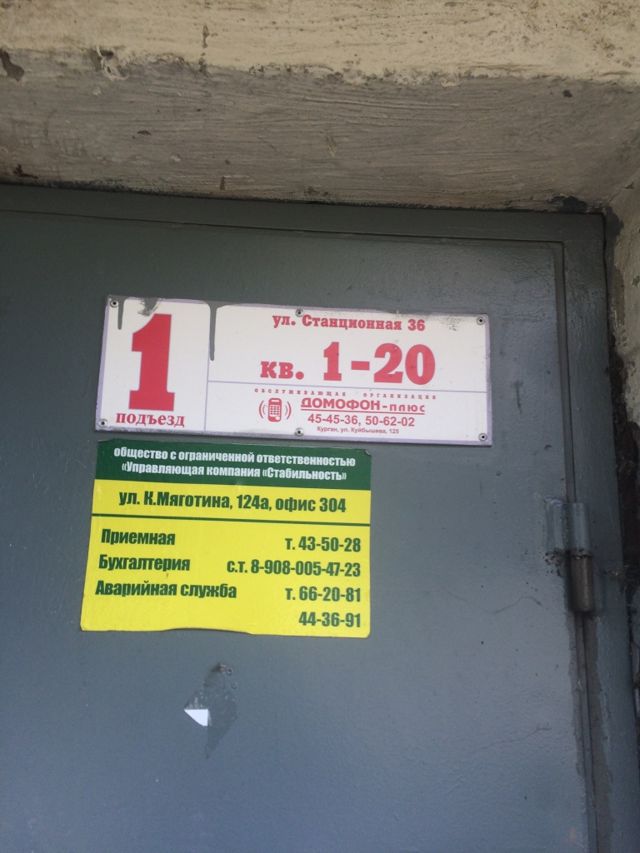 1
подъезд
ул. Станционная 36
кв. 1-20
ОБСЛУЖИВАЮЩАЯ ОРГАНИЗАЦИЯ
ДОМОФОН-ПЛЮС
45-45-36, 50-62-02
Курган, ул. Куйбышева, 125
общество с ограниченной ответственностью
«Управляющая компания «Стабильность»
ул. К.Мяготина, 124а, офис 304
Приемная т. 43-50-28
Бухгалтерия с.т. 8-908-005-47-23
Аварийная служба т. 66-20-81
44-36-91